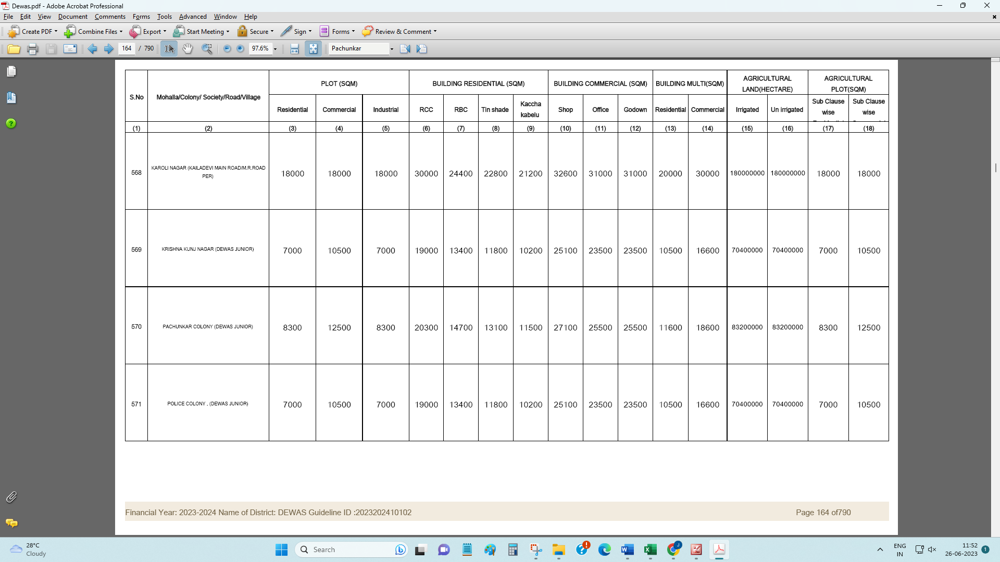 Dewas.pdf - Adobe Acrobat Professional
File Edit View Document Comments Forms Tools Advanced Window Help
Create PDF Combine Files Export Start Meeting Secure Sign Forms Review & Comment
164 / 790 97.6% Pachunkar
S.No Mohalla/Colony/ Society/Road/Village PLOT (SQM) BUILDING RESIDENTIAL (SQM) BUILDING COMMERCIAL (SQM) BUILDING MULTI(SQM) AGRICULTURAL LAND(HECTARE) AGRICULTURAL PLOT(SQM)
Residential Commercial Industrial RCC RBC Tin shade Kaccha kabelu Shop Office Godown Residential Commercial Irrigated Un irrigated Sub Clause wise Sub Clause wise
(1) (2) (3) (4) (5) (6) (7) (8) (9) (10) (11) (12) (13) (14) (15) (16) (17) (18)
568 KAROLI NAGAR (KAILADEVI MAIN ROAD/M.R.ROAD PER) 18000 18000 18000 30000 24400 22800 21200 32600 31000 31000 20000 30000 180000000 180000000 18000 18000
569 KRISHNA KUNJ NAGAR (DEWAS JUNIOR) 7000 10500 7000 19000 13400 11800 10200 25100 23500 23500 10500 16600 70400000 70400000 7000 10500
570 PACHUNKAR COLONY (DEWAS JUNIOR) 8300 12500 8300 20300 14700 13100 11500 27100 25500 25500 11600 18600 83200000 83200000 8300 12500
571 POLICE COLONY , (DEWAS JUNIOR) 7000 10500 7000 19000 13400 11800 10200 25100 23500 23500 10500 16600 70400000 70400000 7000 10500
Financial Year: 2023-2024 Name of District: DEWAS Guideline ID :2023202410102 Page 164 of790
28°C
Cloudy
Search
ENG
IN
11:52
26-06-2023
1